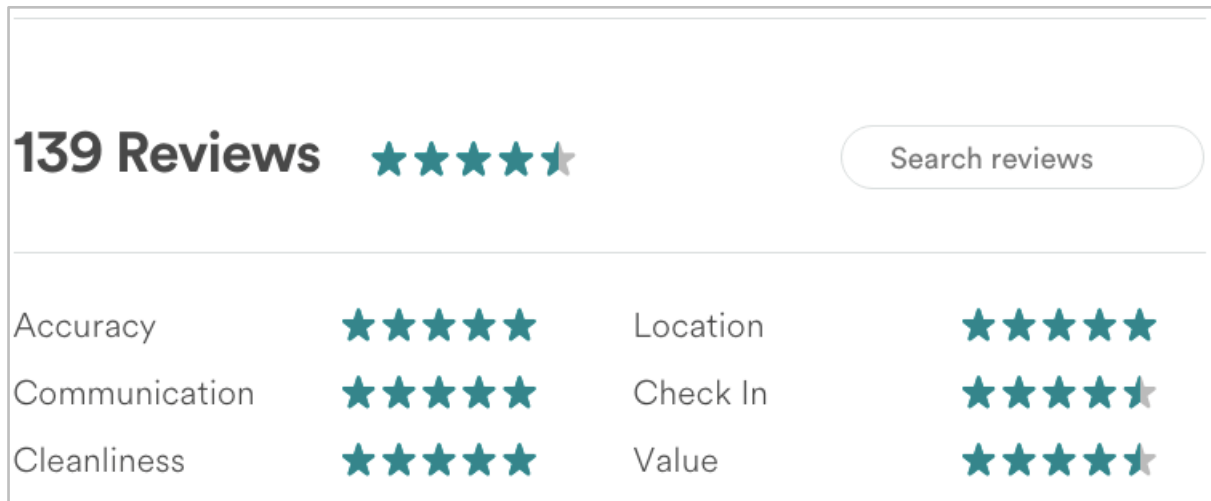 139 Reviews
Search reviews
Accuracy
Location
Communication
Check In
Cleanliness
Value